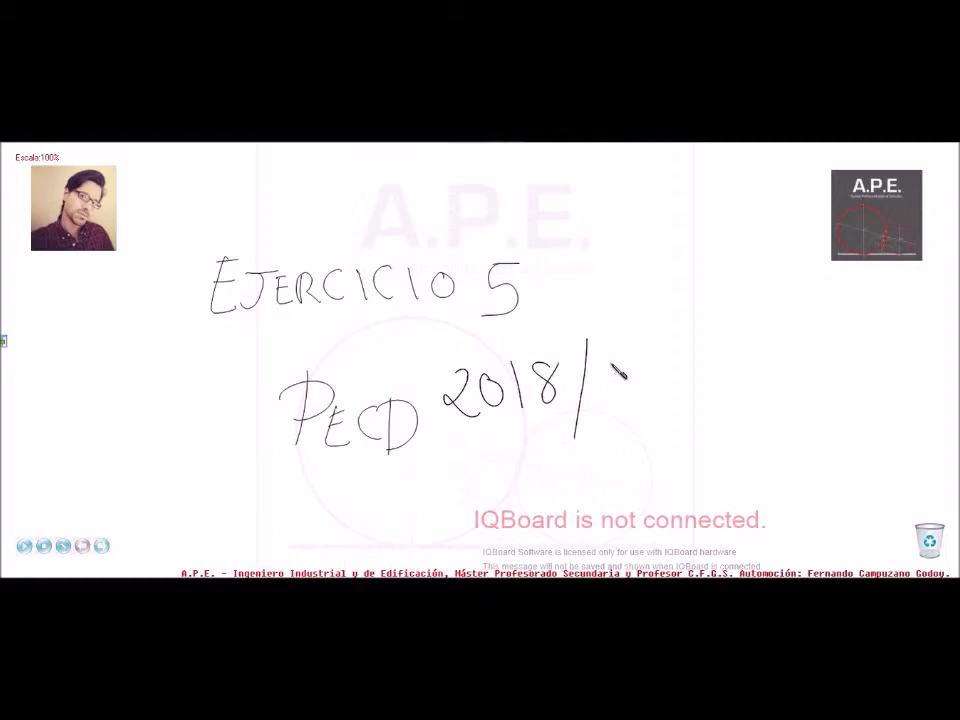 Escala:100%
A.P.E.
A.P.E.
EJERCICIO 5
PECD 2018/
IQBoard is not connected.
IQBoard Software is licensed only for use with IQBoard hardware
This message will not be saved and shown when IQBoard is connected.
A.P.E. - Ingeniero Industrial y de Edificación, Máster Profesorado Secundaria y Profesor C.F.G.S. Automoción: Fernando Campuzano Godoy.